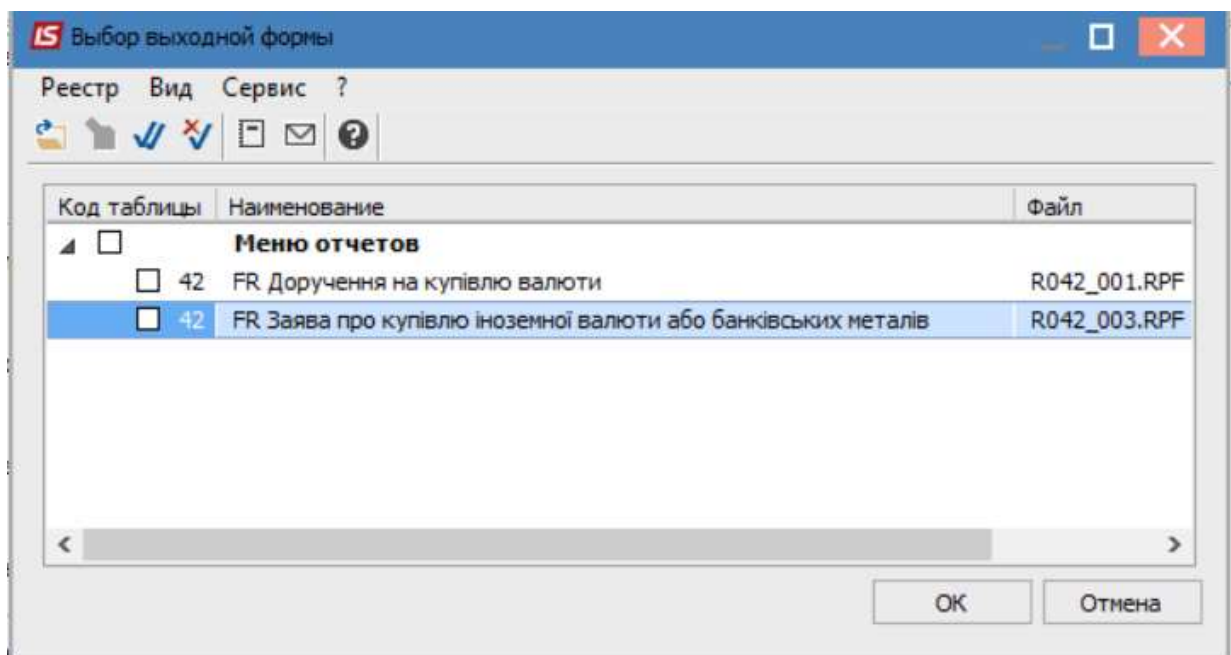 IS Выбор выходной формы
Реестр Вид Сервис ?
Код таблицы Наименование Файл
Меню отчетов
42 FR Доручення на купівлю валюти R042_001.RPF
42 FR Заява про купівлю іноземної валюти або банківських металів R042_003.RPF
OK Отмена